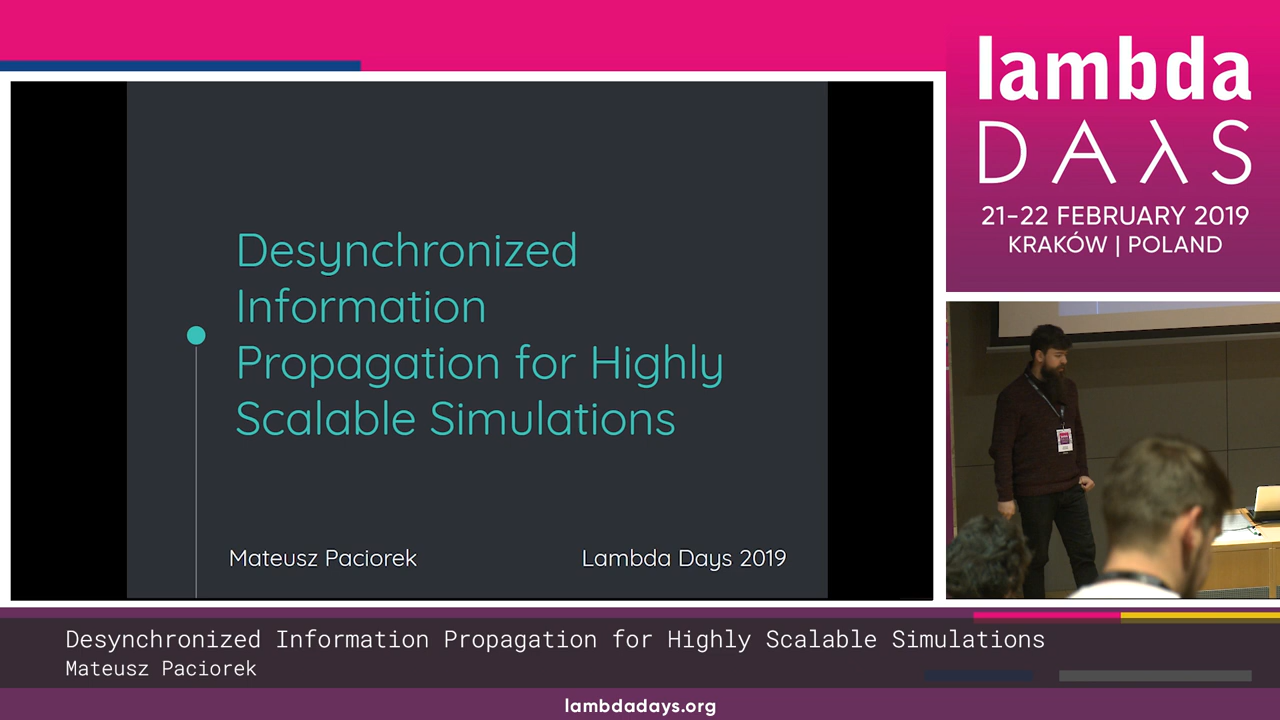 lambda
DAλS
21-22 FEBRUARY 2019
KRAKÓW | POLAND
Desynchronized
Information
Propagation for Highly
Scalable Simulations
Mateusz Paciorek
Lambda Days 2019
Desynchronized Information Propagation for Highly Scalable Simulations
Mateusz Paciorek
lambdadays.org